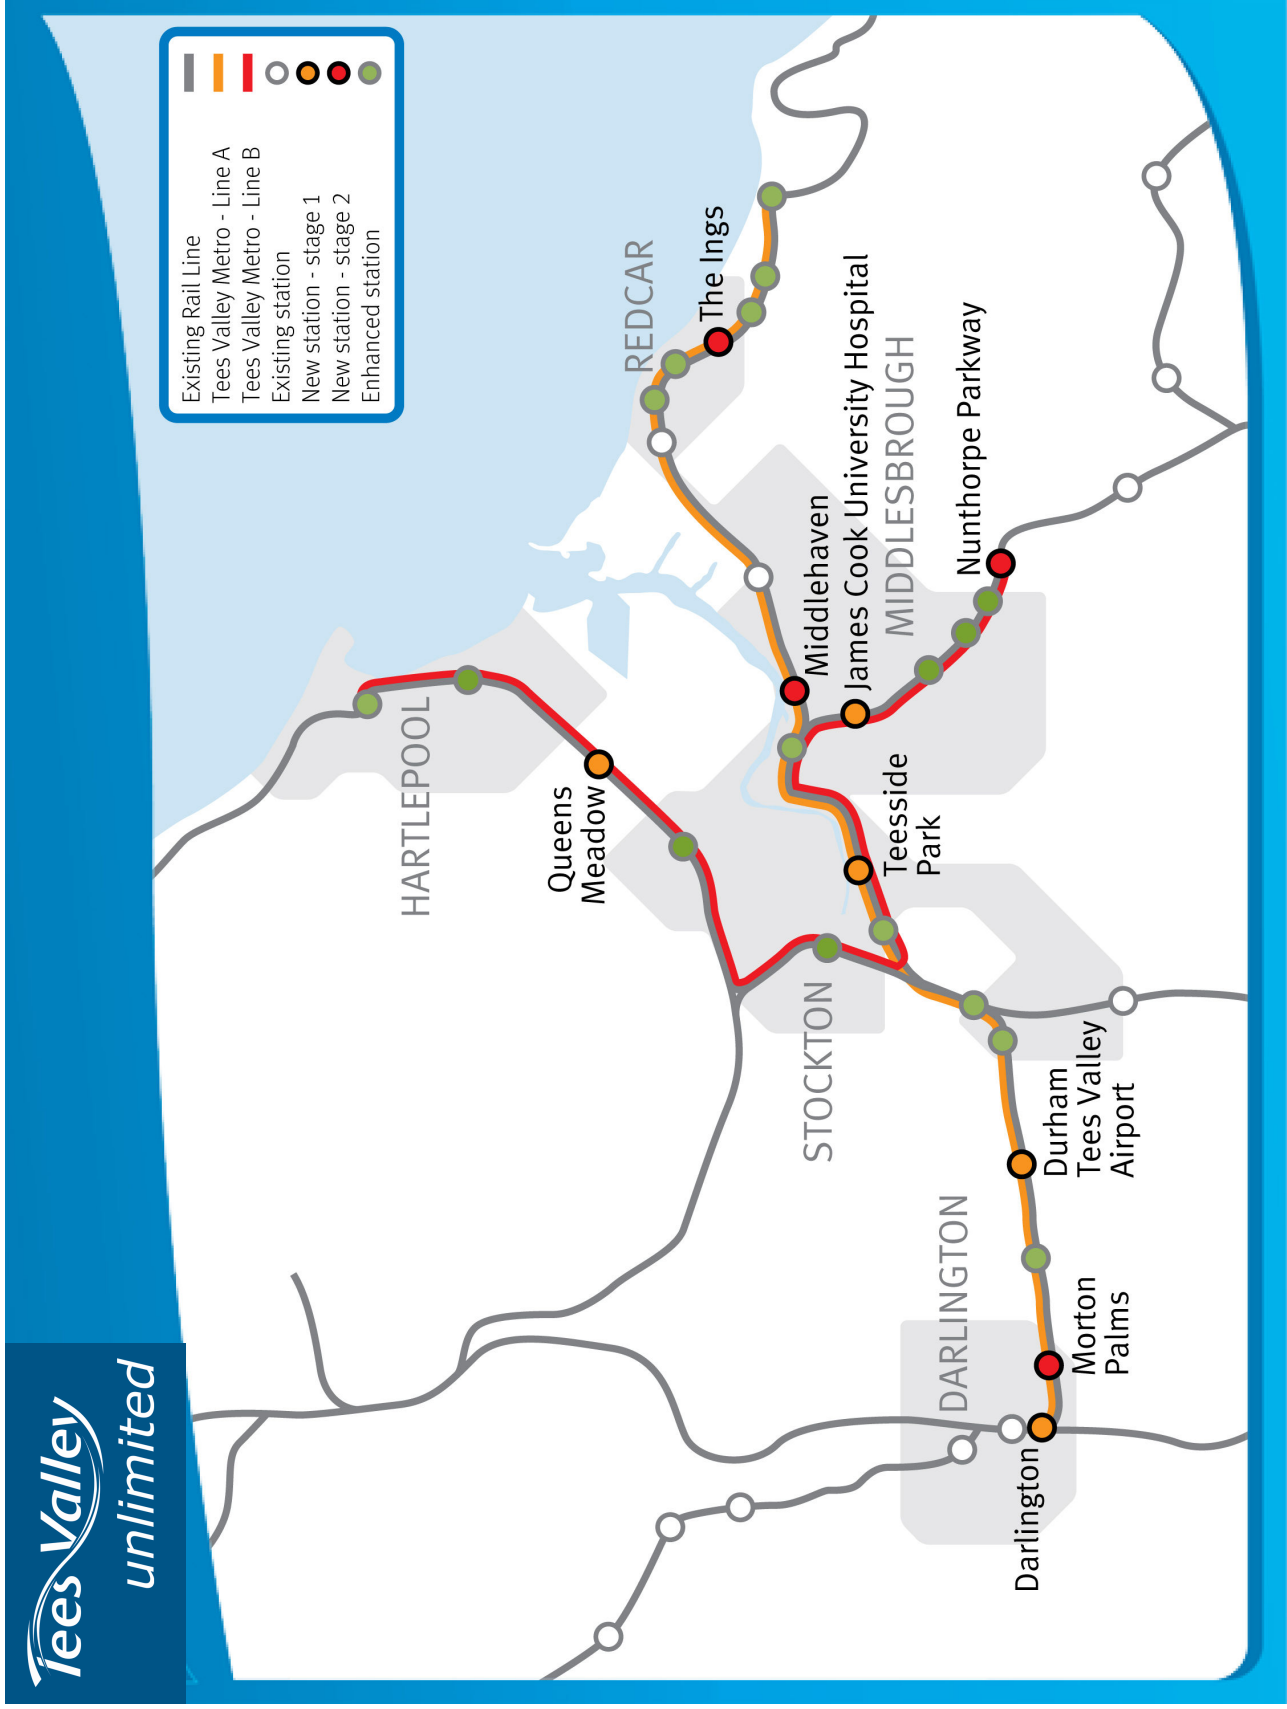 Tees Valley
unlimited
Existing Rail Line
Tees Valley Metro - Line A
Tees Valley Metro - Line B
Existing station
New station - stage 1
New station - stage 2
Enhanced station
HARTLEPOOL
Queens
Meadow
REDCAR
The Ings
STOCKTON
Middlehaven
James Cook University Hospital
MIDDLESBROUGH
Teesside
Park
Nunthorpe Parkway
DARLINGTON
Darlington
Morton
Palms
Durham
Tees Valley
Airport